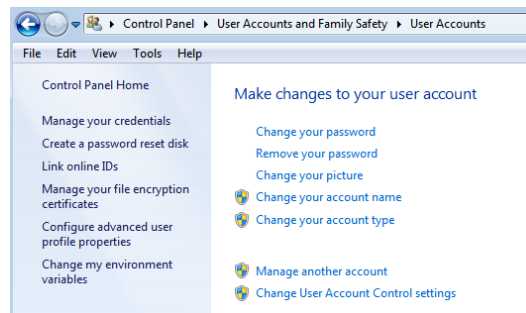 Control Panel ▸ User Accounts and Family Safety ▸ User Accounts
File Edit View Tools Help
Control Panel Home
Manage your credentials
Create a password reset disk
Link online IDs
Manage your file encryption
certificates
Configure advanced user
profile properties
Change my environment
variables
Make changes to your user account
Change your password
Remove your password
Change your picture
Change your account name
Change your account type
Manage another account
Change User Account Control settings